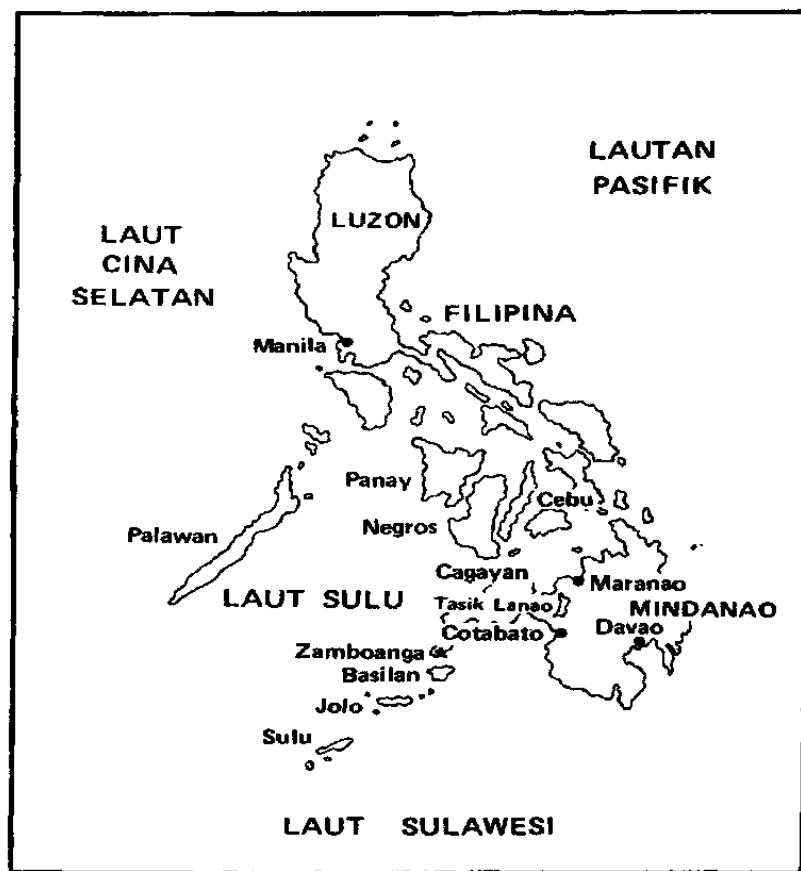 LAUTAN
PASIFIK
LUZON
LAUT
CINA
SELATAN
FILIPINA
Manila
Panay
Cebu
Negros
Palawan
Cagayan
Maranao
LAUT SULU
Tasik Lanao
MINDANAO
Cotabato
Davao
Zamboanga
Basilan
Jolo
Sulu
LAUT SULAWESI